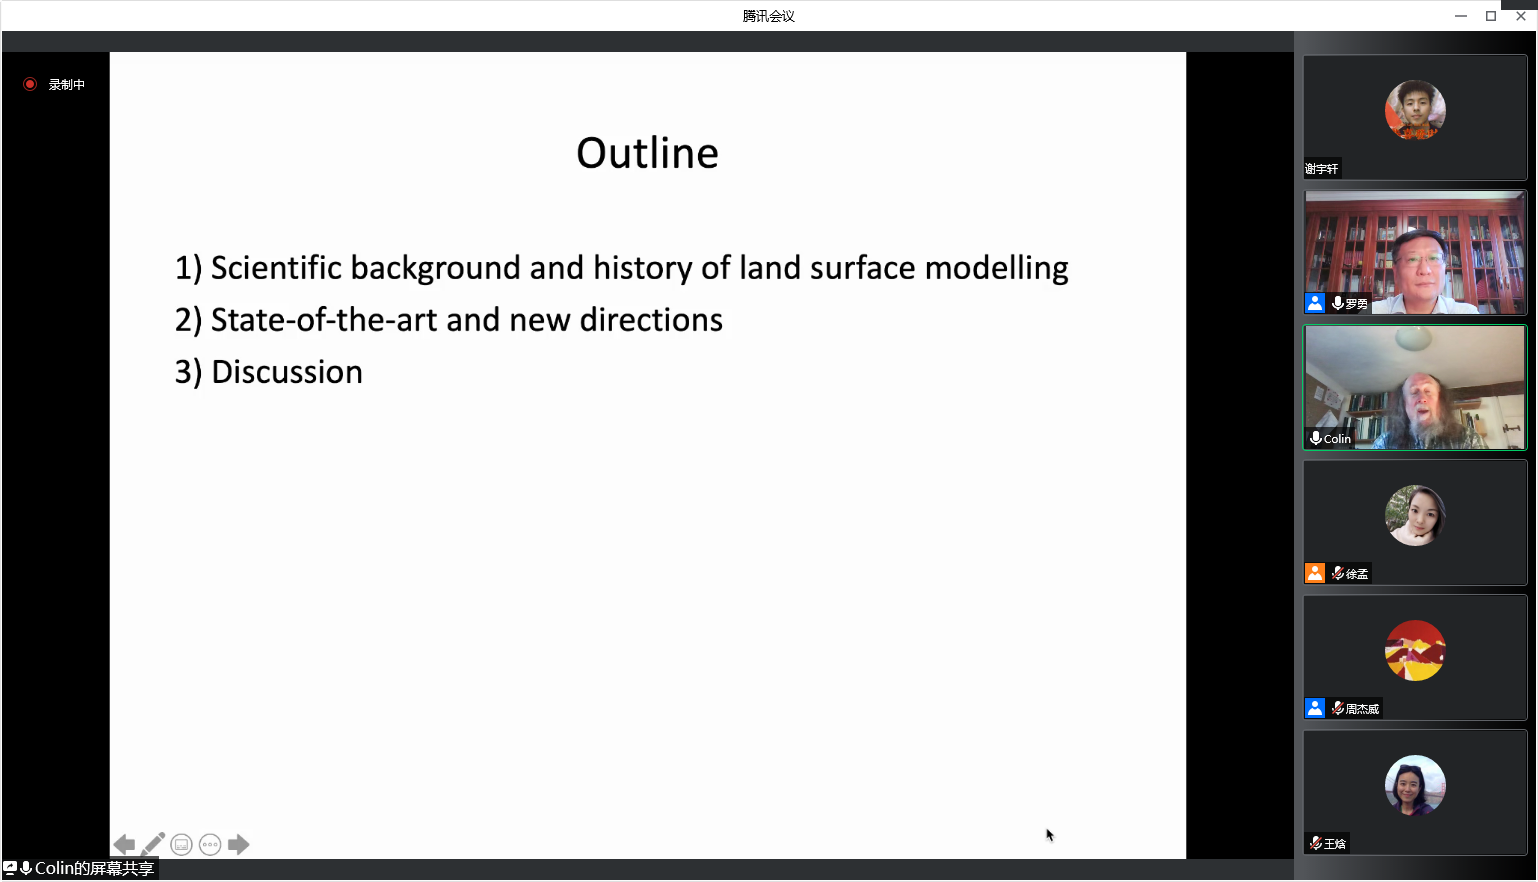 腾讯会议
录制中
Outline
1) Scientific background and history of land surface modelling
2) State-of-the-art and new directions
3) Discussion
Colin的屏幕共享
谢宇轩
罗勇
Colin
徐孟
周杰威
王焓